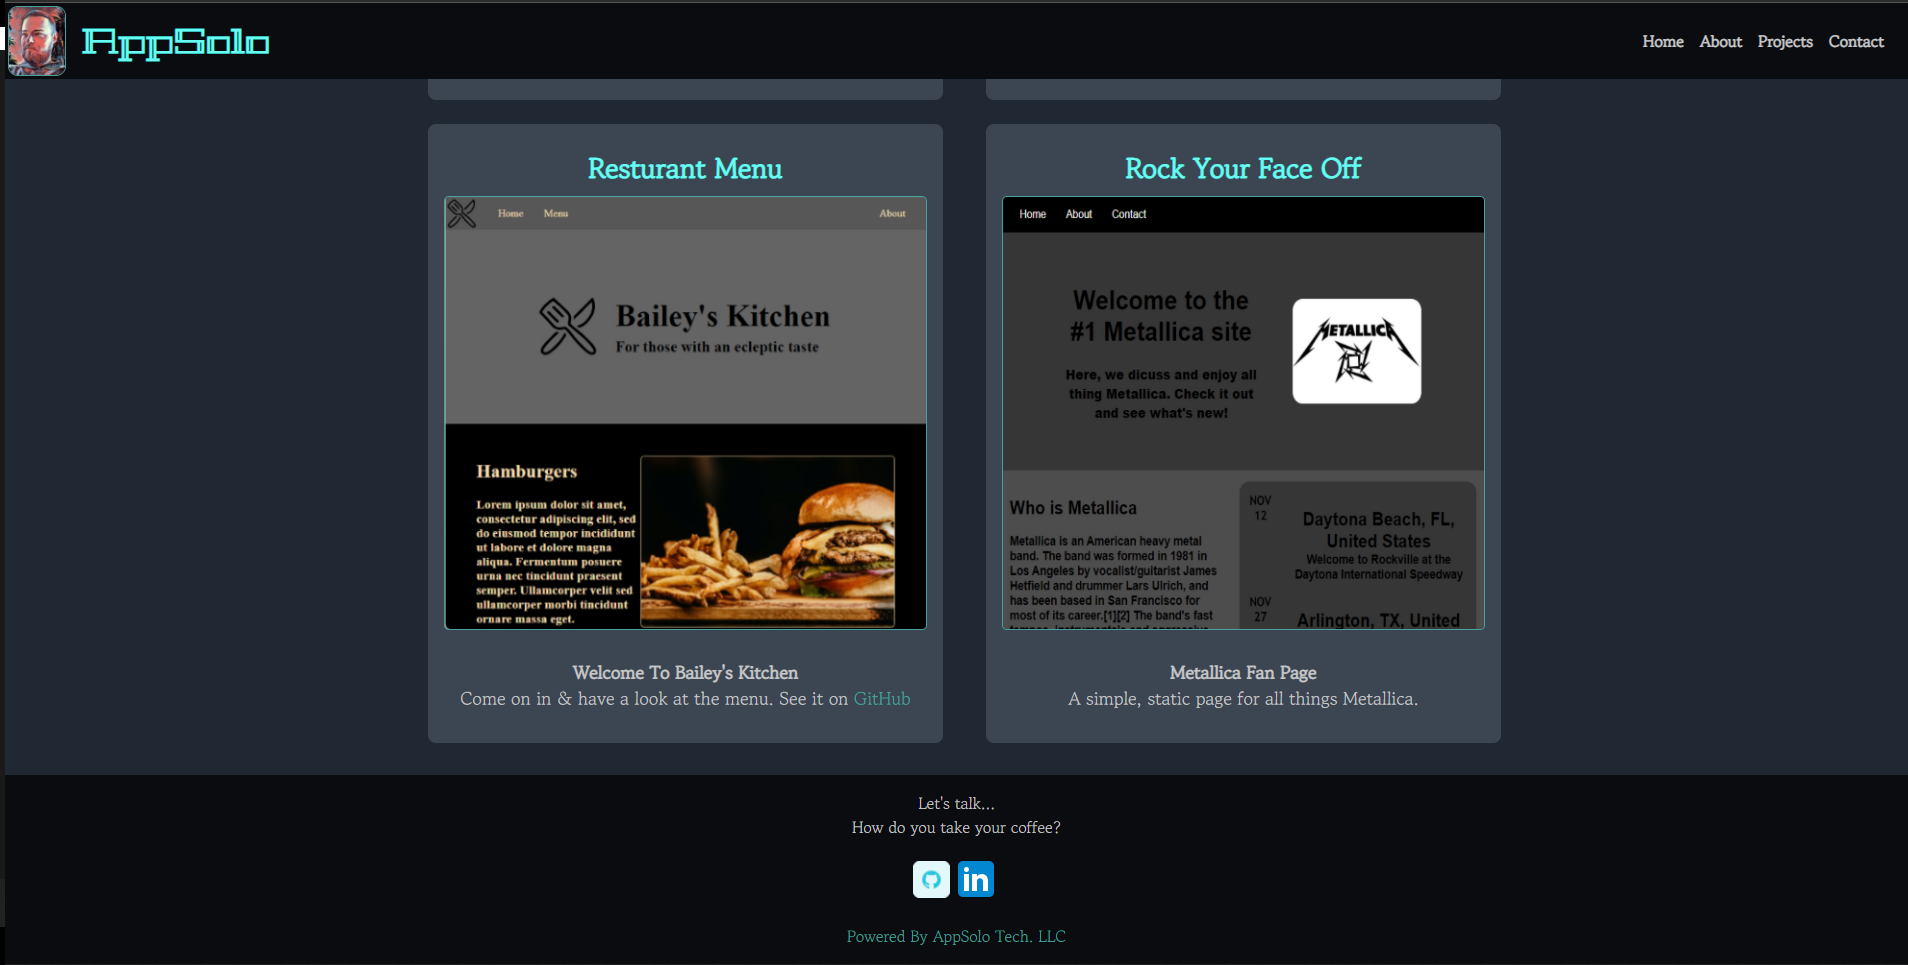 AppSolo
Home About Projects Contact
Resturant Menu
Home Menu About
Bailey's Kitchen
For those with an ecleptic taste
Hamburgers
Lorem ipsum dolor sit amet,
consectetur adipiscing elit, sed
do eiusmod tempor incididunt
ut labore et dolore magna
aliqua. Fermentum posuere
urna nec tincidunt praesent
semper. Ullamcorper velit sed
ullamcorper morbi tincidunt
ornare massa eget.
Welcome To Bailey's Kitchen
Come on in & have a look at the menu. See it on GitHub
Rock Your Face Off
Home About Contact
Welcome to the
#1 Metallica site
Here, we dicuss and enjoy all
thing Metallica. Check it out
and see what's new!
METALLICA
Who is Metallica
Metallica is an American heavy metal
band. The band was formed in 1981 in
Los Angeles by vocalist/guitarist James
Hetfield and drummer Lars Ulrich, and
has been based in San Francisco for
most of its career.[1][2] The band's fast
tempos, instrumentals and aggressive
NOV
12
Daytona Beach, FL,
United States
Welcome to Rockville at the
Daytona International Speedway
NOV
27
Arlington, TX, United
Metallica Fan Page
A simple, static page for all things Metallica.
Let's talk...
How do you take your coffee?
in
Powered By AppSolo Tech. LLC